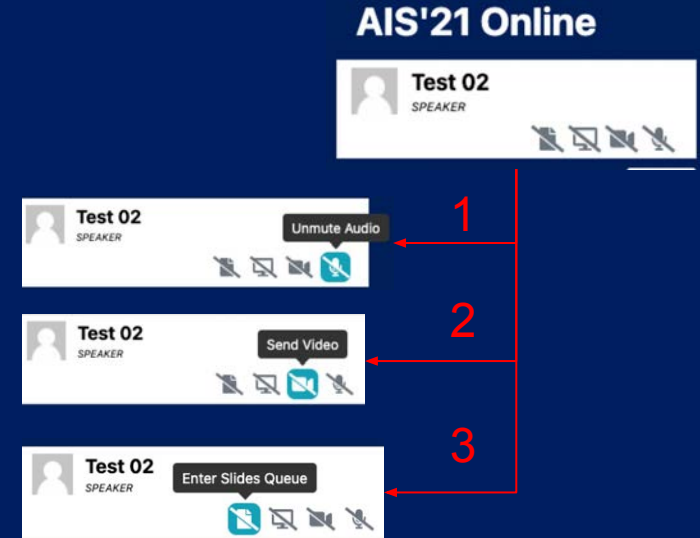 AIS'21 Online
Test 02
SPEAKER
1
Test 02
SPEAKER
Unmute Audio
2
Test 02
SPEAKER
Send Video
3
Test 02
SPEAKER
Enter Slides Queue